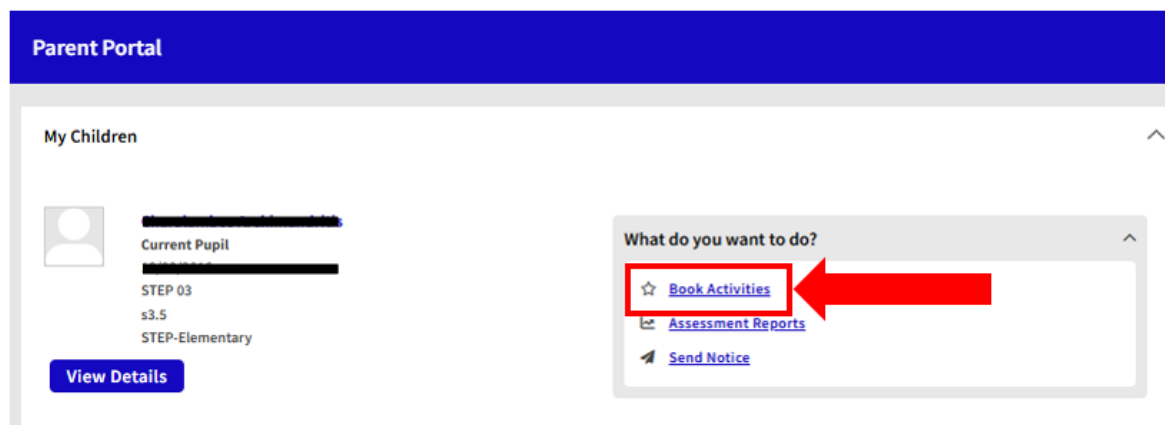 Parent Portal
My Children
Current Pupil
STEP 03
s3.5
STEP-Elementary
View Details
What do you want to do?
Book Activities
Assessment Reports
Send Notice